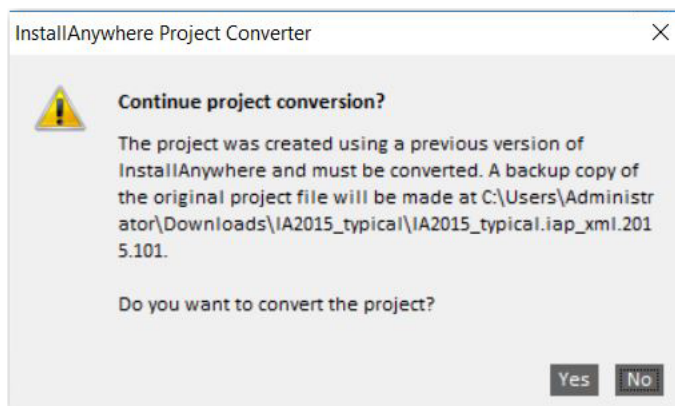 InstallAnywhere Project Converter
Continue project conversion?
The project was created using a previous version of
InstallAnywhere and must be converted. A backup copy of
the original project file will be made at C:\Users\Administr
ator\Downloads\IA2015_typical\IA2015_typical.iap_xml.201
5.101.
Do you want to convert the project?
Yes No